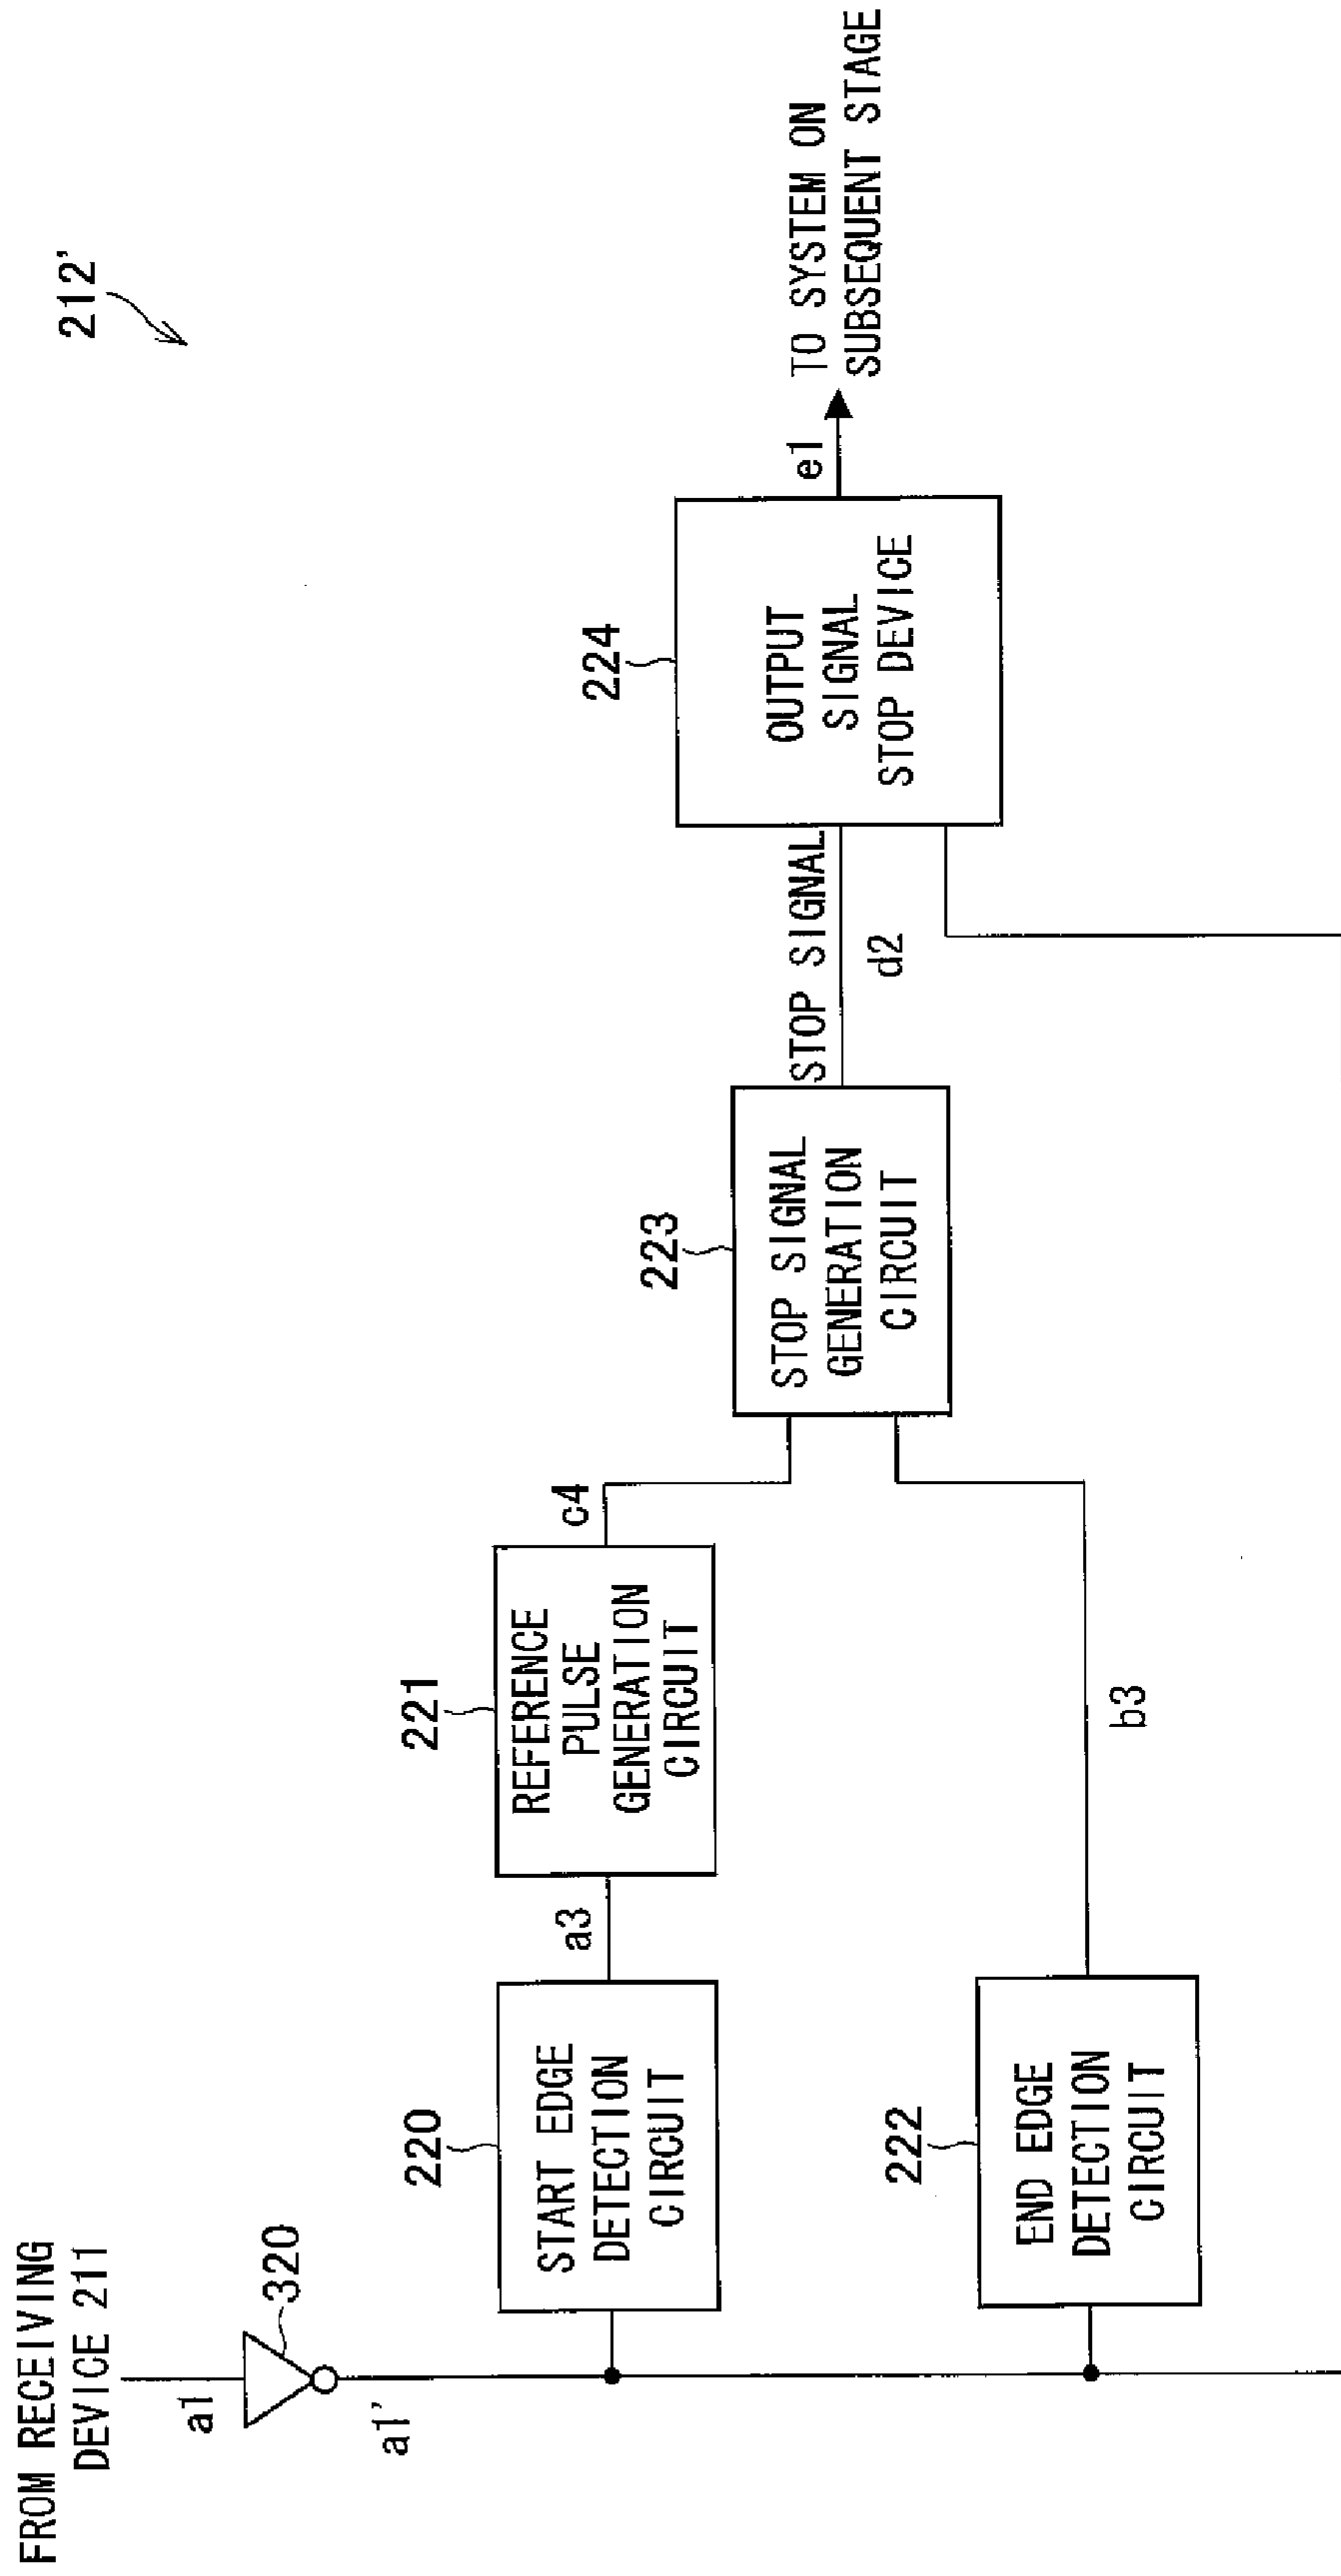 212'
FROM RECEIVING
DEVICE 211
a1
320
a1'
220
START EDGE
DETECTION
CIRCUIT
a3
221
REFERENCE
PULSE
GENERATION
CIRCUIT
c4
222
END EDGE
DETECTION
CIRCUIT
b3
223
STOP SIGNAL
GENERATION
CIRCUIT
STOP SIGNAL
d2
224
OUTPUT
SIGNAL
STOP DEVICE
e1
TO SYSTEM ON
SUBSEQUENT STAGE